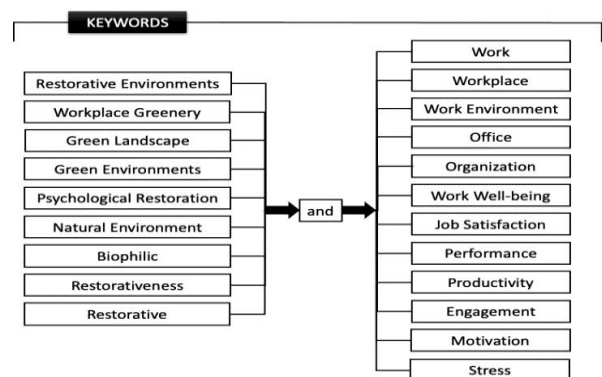 KEYWORDS
Restorative Environments
Workplace Greenery
Green Landscape
Green Environments
Psychological Restoration
Natural Environment
Biophilic
Restorativeness
Restorative
and
Work
Workplace
Work Environment
Office
Organization
Work Well-being
Job Satisfaction
Performance
Productivity
Engagement
Motivation
Stress